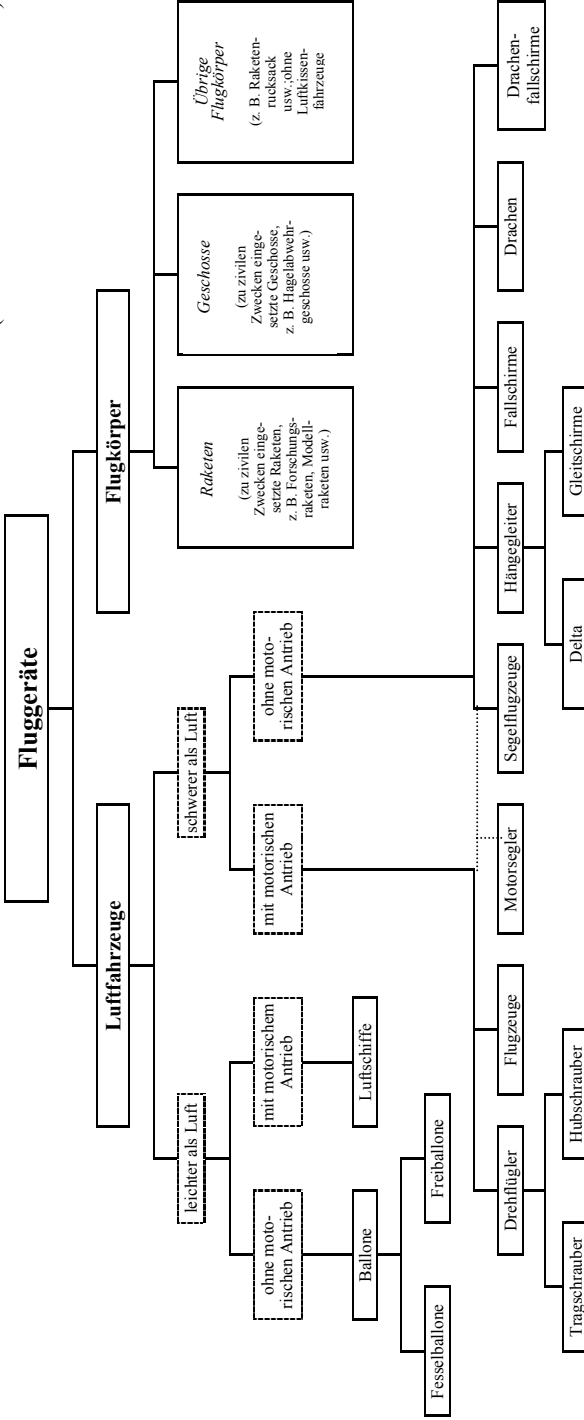 Fluggeräte
Luftfahrzeuge
Flugkörper
leichter als Luft
schwerer als Luft
Raketen
(zu zivilen
Zwecken einge-
setzte Raketen,
z. B. Forschungs-
raketen, Modell-
raketen usw.)
Geschosse
(zu zivilen
Zwecken einge-
setzte Geschosse,
z. B. Hagelabwehr-
geschosse usw.)
Übrige
Flugkörper
(z. B. Raketen-
rucksack
usw.;ohne
Luftkissen-
fahrzeuge
ohne moto-
rischen Antrieb
mit motorischem
Antrieb
mit motorischen
Antrieb
ohne moto-
rischen Antrieb
Ballone
Luftschiffe
Fesselballone
Freiballone
Drehflügler
Flugzeuge
Motorsegler
Segelflugzeuge
Hängegleiter
Fallschirme
Drachen
Drachen-
fallschirme
Tragschrauber
Hubschrauber
Delta
Gleitschirme